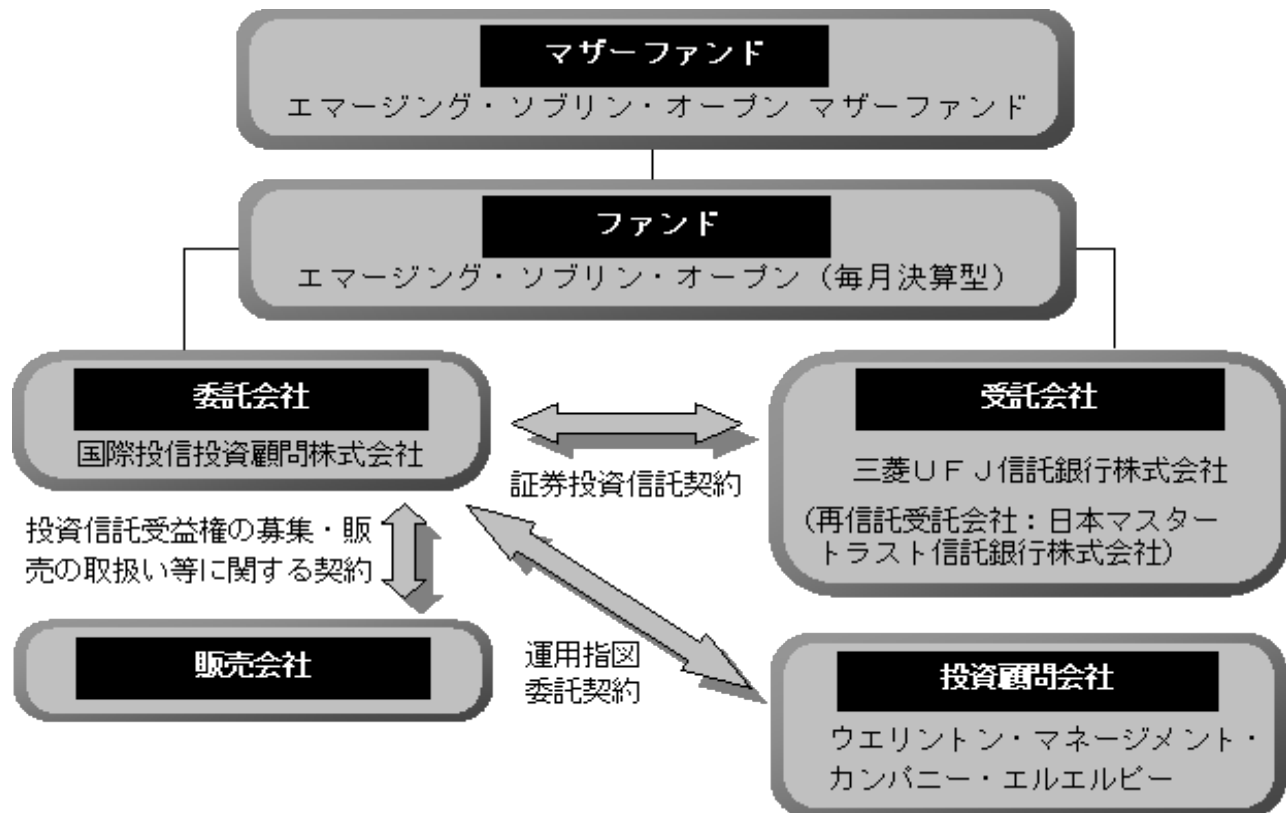 マザーファンド
エマージング・ソブリン・オープン マザーファンド
ファンド
エマージング・ソブリン・オープン（毎月決算型）
委託会社
国際投信投資顧問株式会社
受託会社
三菱ＵＦＪ信託銀行株式会社
（再信託受託会社：日本マスター
トラスト信託銀行株式会社）
証券投資信託契約
投資信託受益権の募集・販
売の取扱い等に関する契約
販売会社
運用指図
委託契約
投資顧問会社
ウエリントン・マネージメント・
カンパニー・エルエルピー